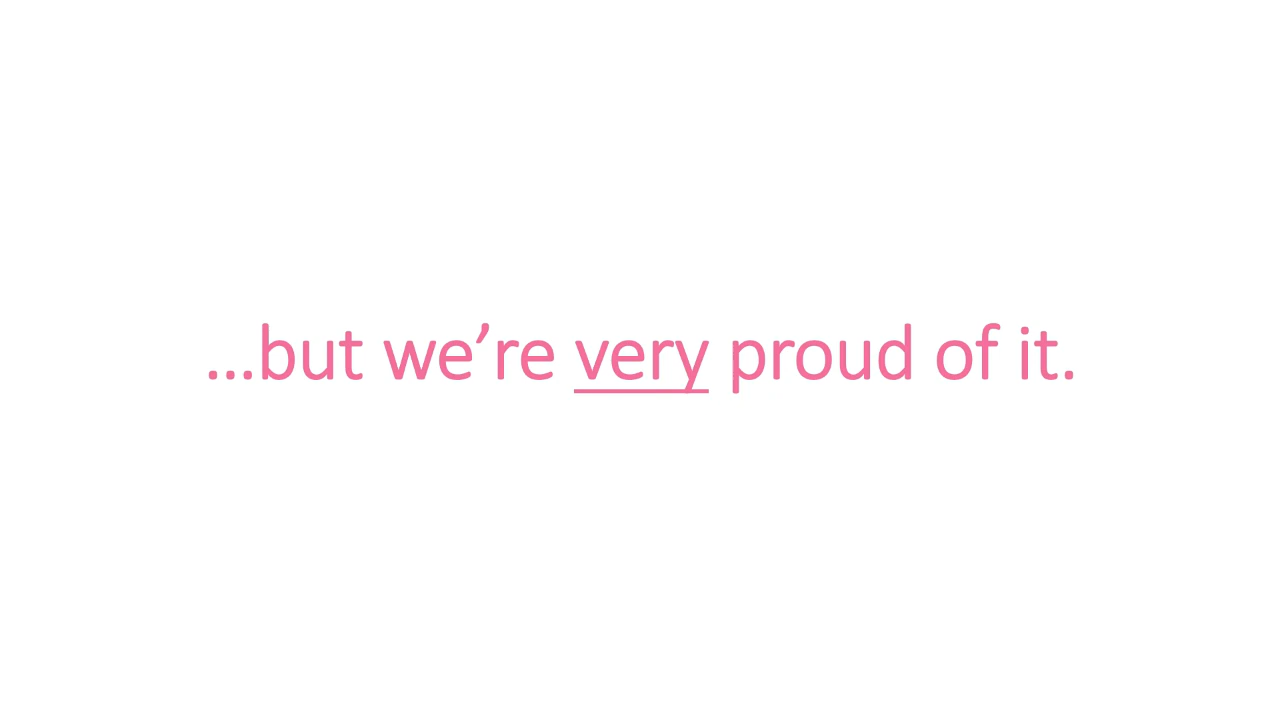 ...but we’re very proud of it.